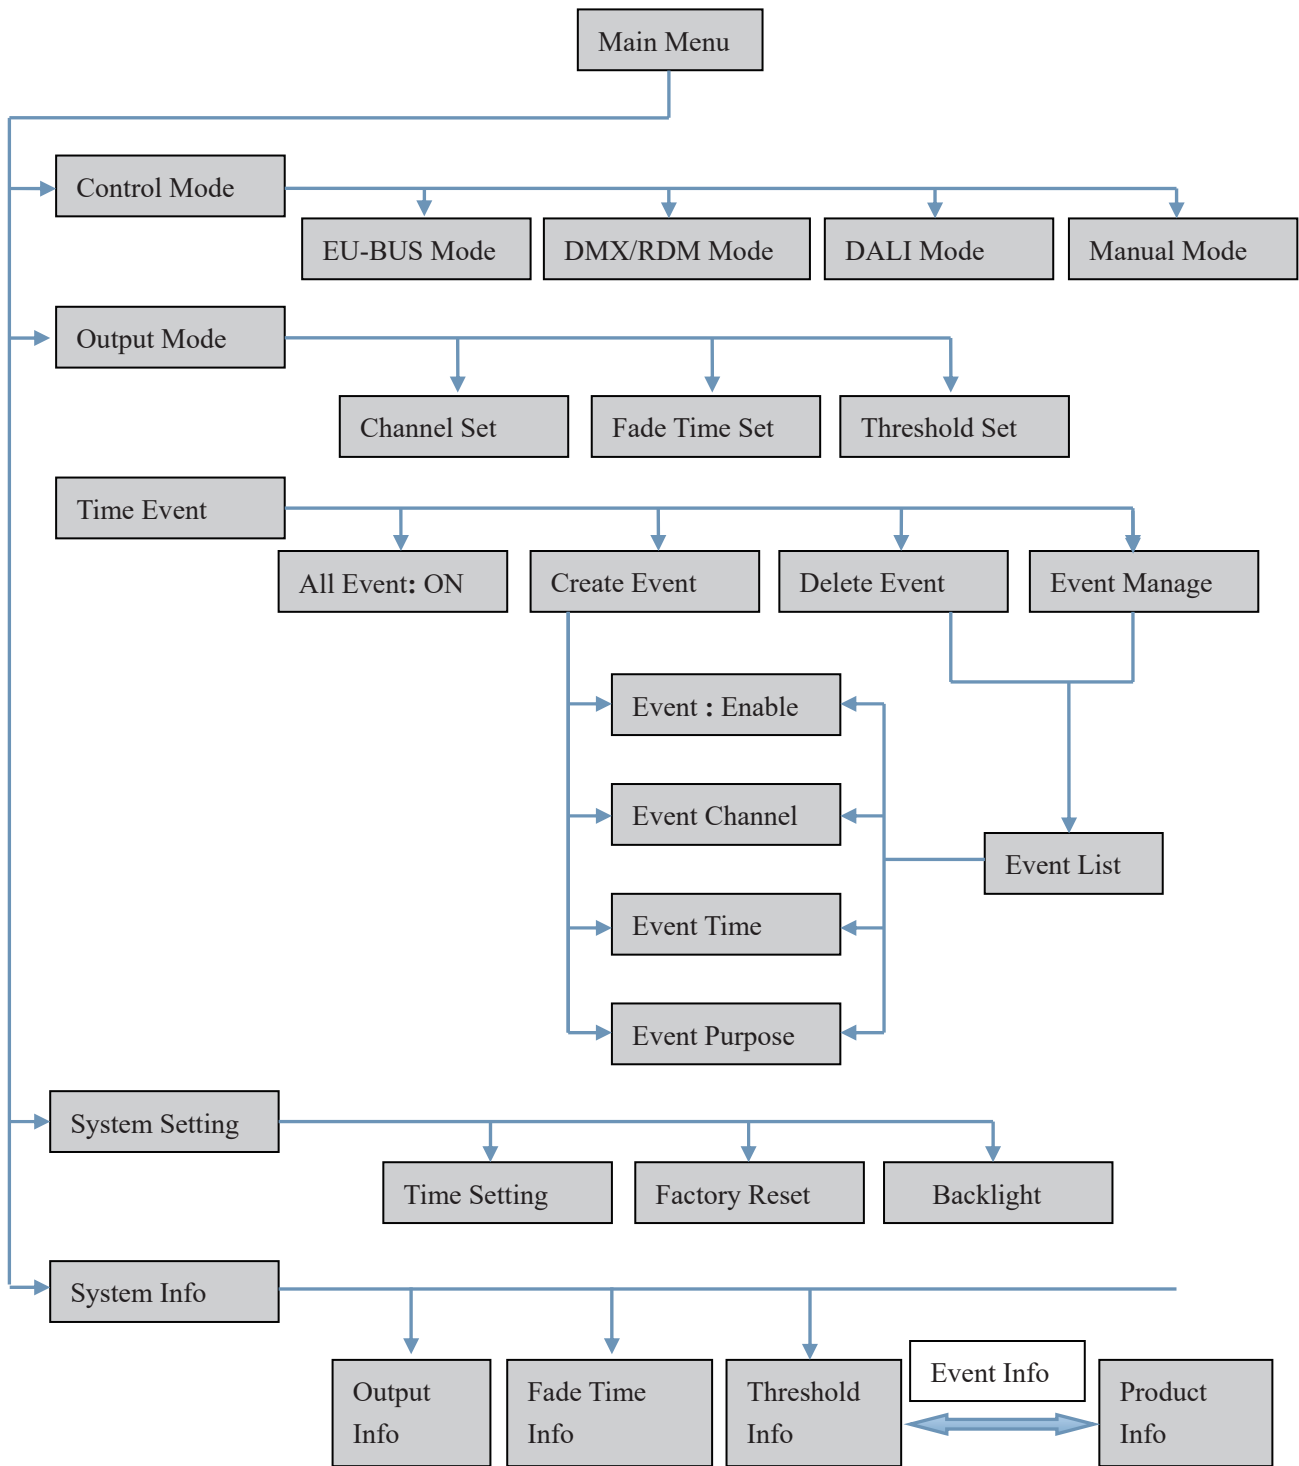 Main Menu
Control Mode
EU-BUS Mode
DMX/RDM Mode
DALI Mode
Manual Mode
Output Mode
Channel Set
Fade Time Set
Threshold Set
Time Event
All Event: ON
Create Event
Delete Event
Event Manage
Event : Enable
Event Channel
Event List
Event Time
Event Purpose
System Setting
Time Setting
Factory Reset
Backlight
System Info
Output
Info
Fade Time
Info
Threshold
Info
Event Info
Product
Info